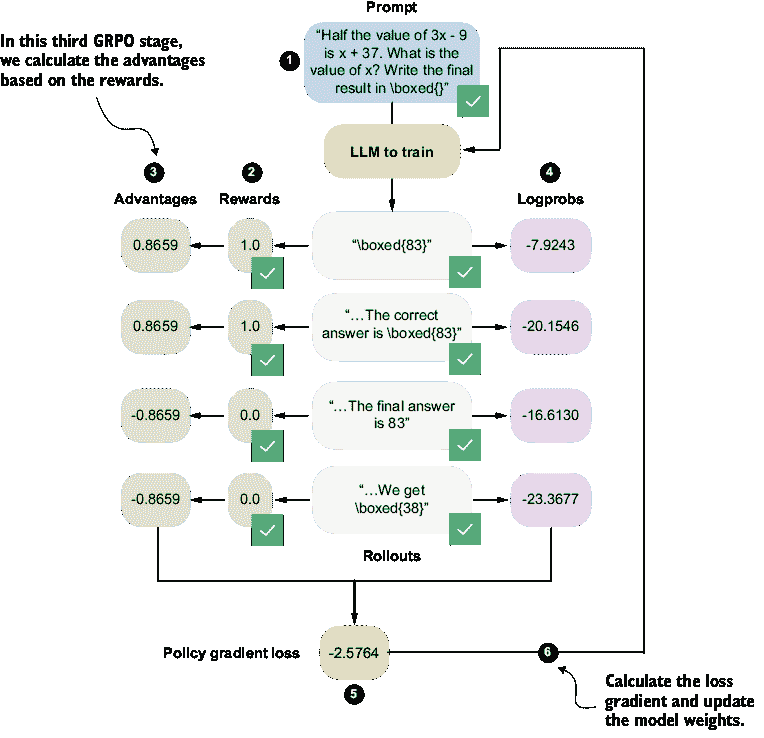 Prompt
In this third GRPO stage,
we calculate the advantages
based on the rewards.
1
“Half the value of 3x - 9
is x + 37. What is the
value of x? Write the final
result in \boxed{}”
LLM to train
3
2
4
Advantages
Rewards
Logprobs
0.8659
1.0
“\boxed{83}”
-7.9243
0.8659
1.0
“...The correct
answer is \boxed{83}”
-20.1546
-0.8659
0.0
“...The final answer
is 83”
-16.6130
-0.8659
0.0
“...We get
\boxed{38}”
-23.3677
Rollouts
Policy gradient loss
-2.5764
6
5
Calculate the loss
gradient and update
the model weights.